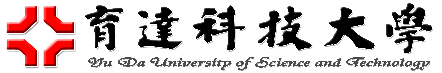 育達科技大學
Yu Da University of Science and Technology